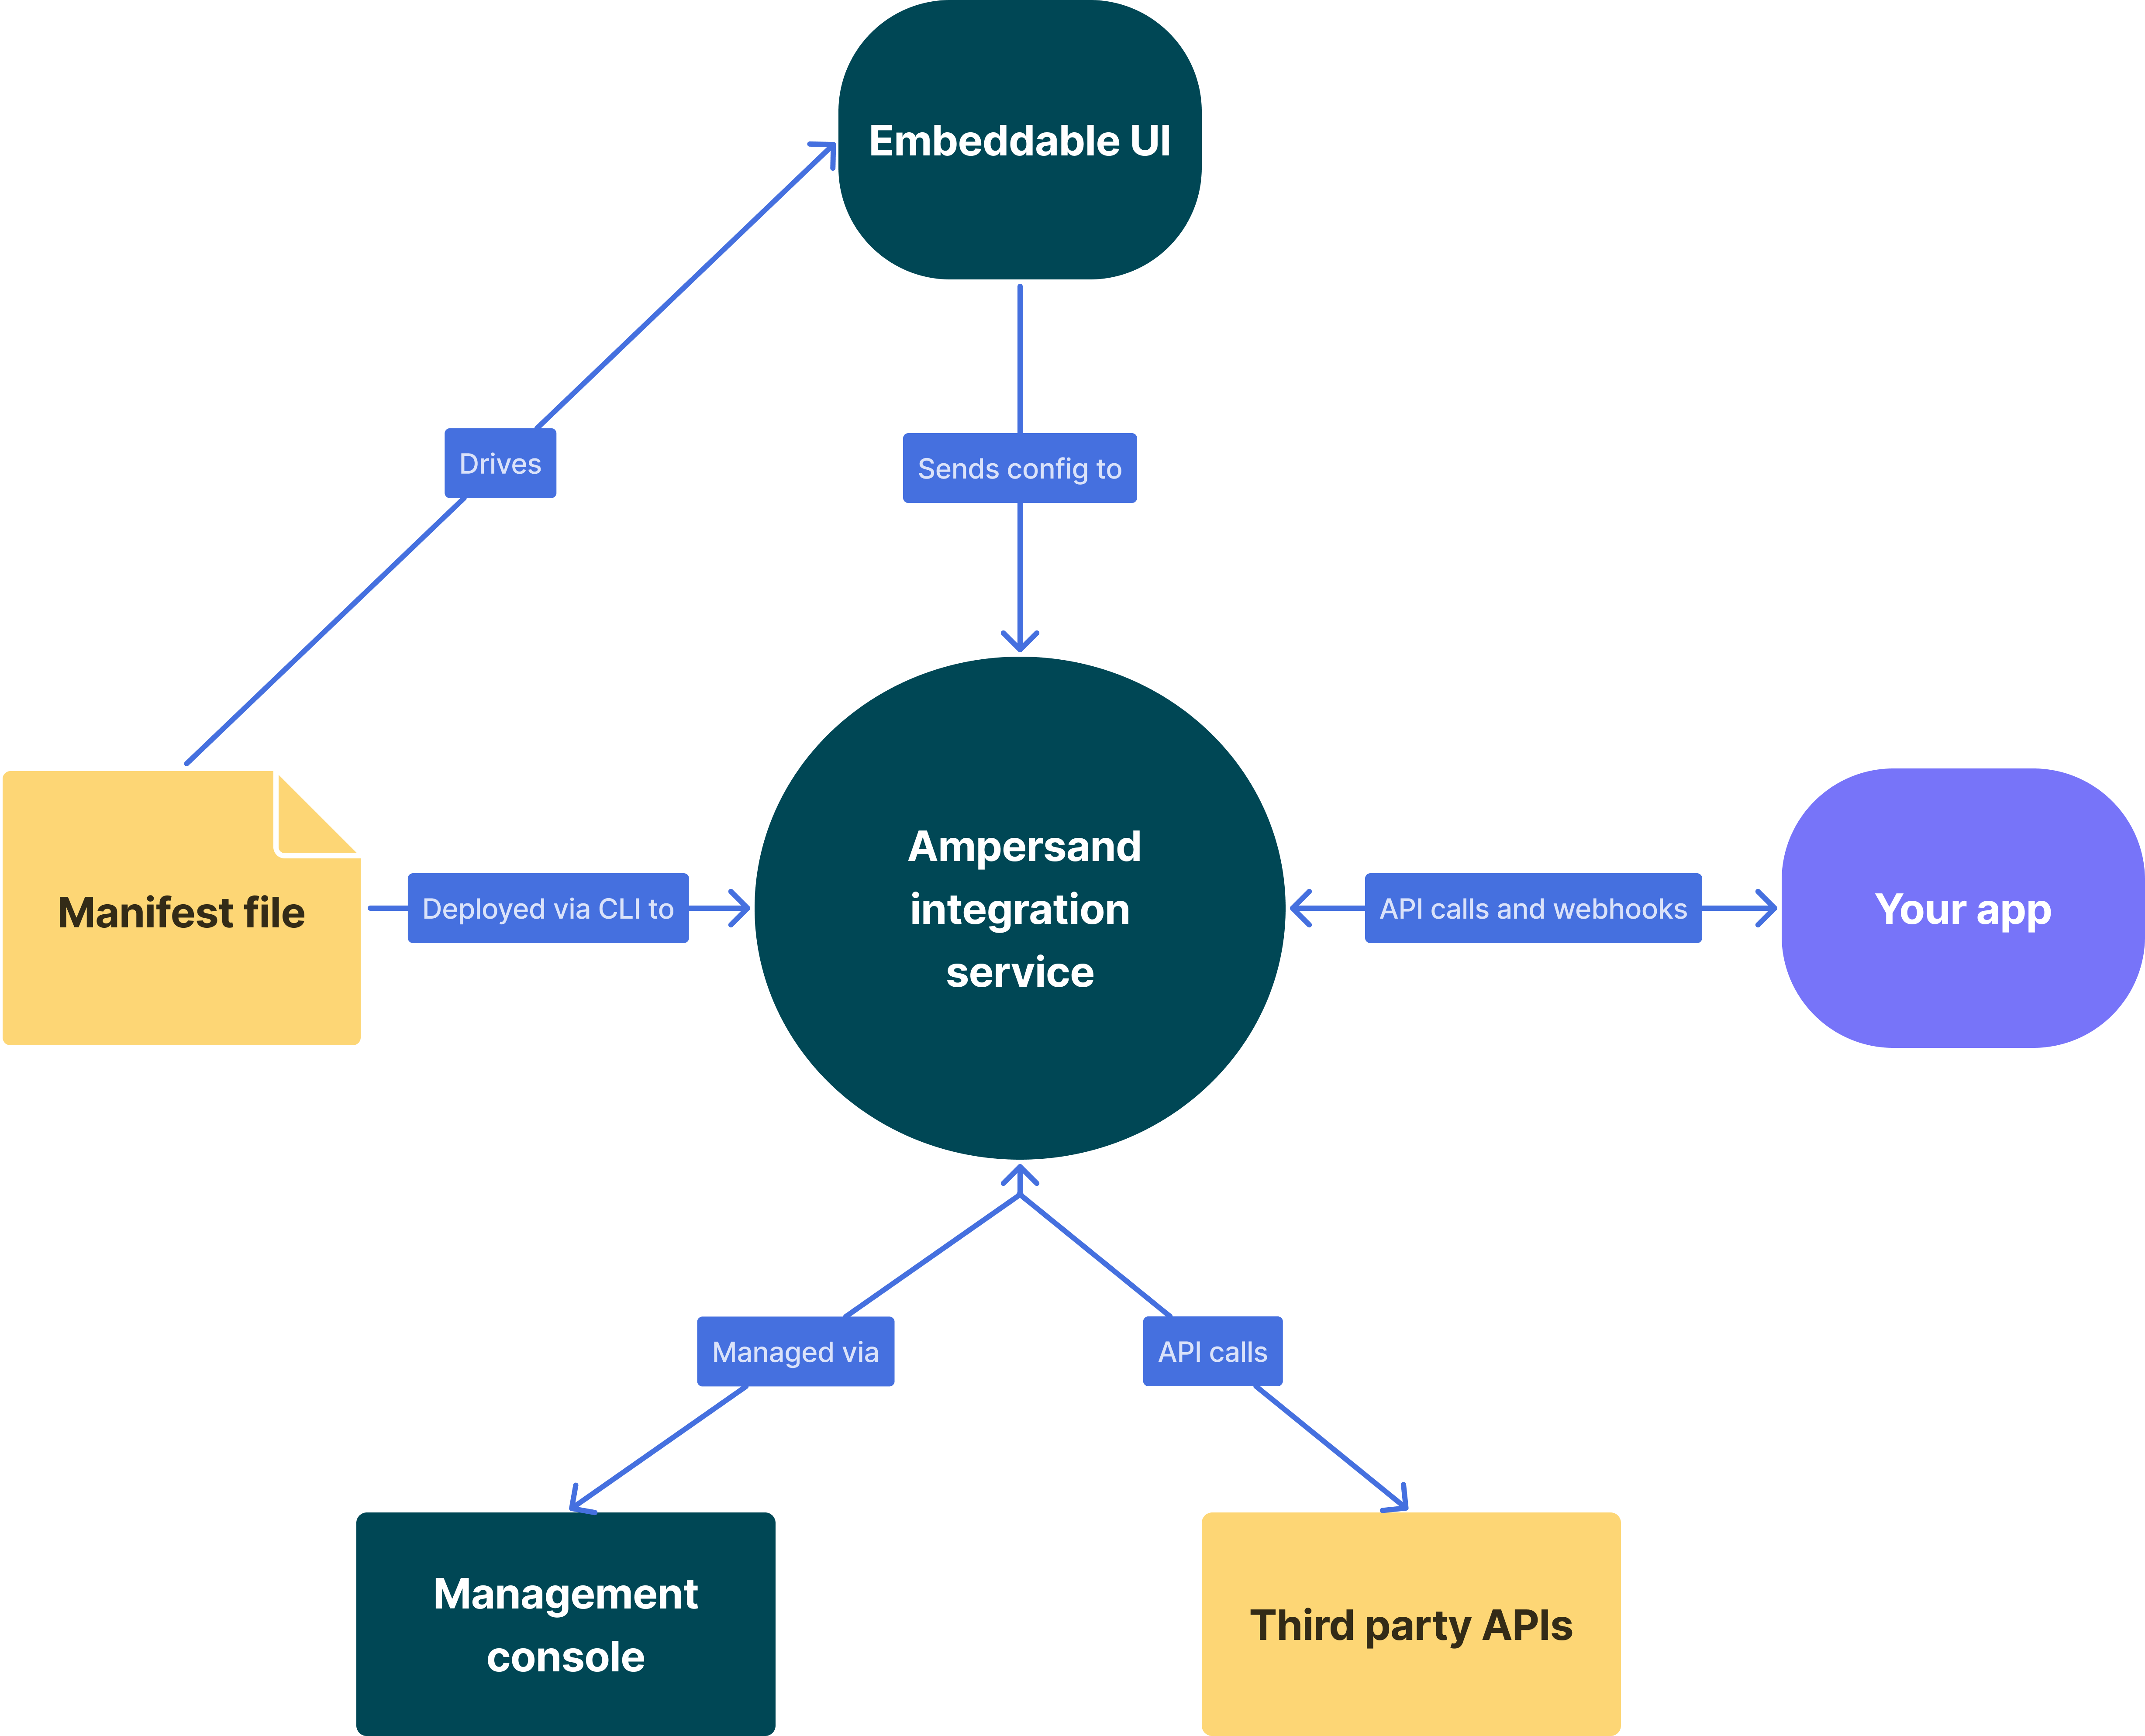 Embeddable UI
Drives
Sends config to
Manifest file
Deployed via CLI to
Ampersand
integration
service
API calls and webhooks
Your app
Managed via
API calls
Management
console
Third party APIs